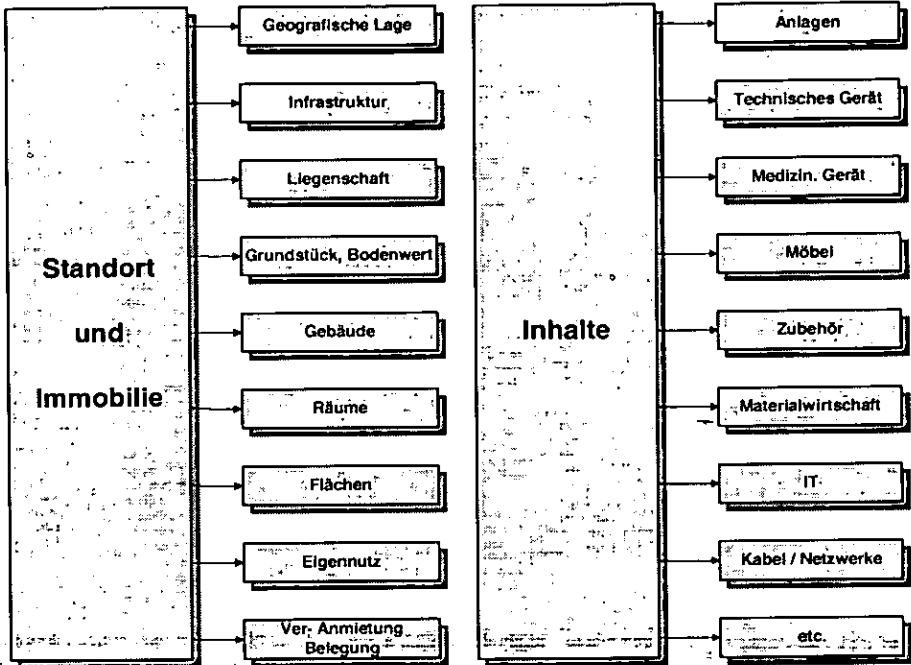 Standort
und
Immobilie
Geografische Lage
Infrastruktur
Liegenschaft
Grundstück, Bodenwert
Gebäude
Räume
Flächen
Eigennutz
Ver- Anmietung
Belegung
Inhalte
Anlagen
Technisches Gerät
Medizin. Gerät
Möbel
Zubehör
Materialwirtschaft
IT
Kabel / Netzwerke
etc.